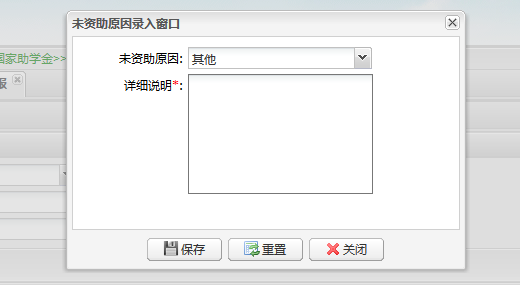 未资助原因录入窗口
国家助学金>>
报
未资助原因:
其他
详细说明*:
保存
重置
关闭